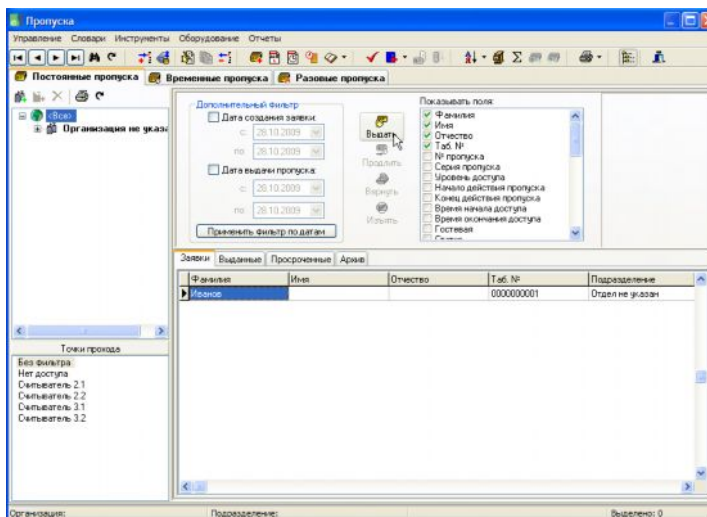 Пропуска
Управление Словари Инструменты Оборудование Отчеты
Постоянные пропуска Временные пропуска Разовые пропуска
<Все>
Организация не указа
Точки прохода
Без фильтра
Нет доступа
Считыватель 2.1
Считыватель 2.2
Считыватель 3.1
Считыватель 3.2
Дополнительный фильтр
Дата создания заявки:
с: 28.10.2009
по: 28.10.2009
Дата выдачи пропуска:
с: 28.10.2009
по: 28.10.2009
Применить фильтр по датам
Выдать
Продлить
Вернуть
Изъять
Показывать поля:
Фамилия
Имя
Отчество
Таб. №
№ пропуска
Серия пропуска
Уровень доступа
Начало действия пропуска
Конец действия пропуска
Время начала доступа
Время окончания доступа
Гостевая
Заявки Выданные Просроченные Архив
Фамилия Имя Отчество Таб. № Подразделение
Иванов 0000000001 Отдел не указан
Организация: Подразделение: Выделено: 0